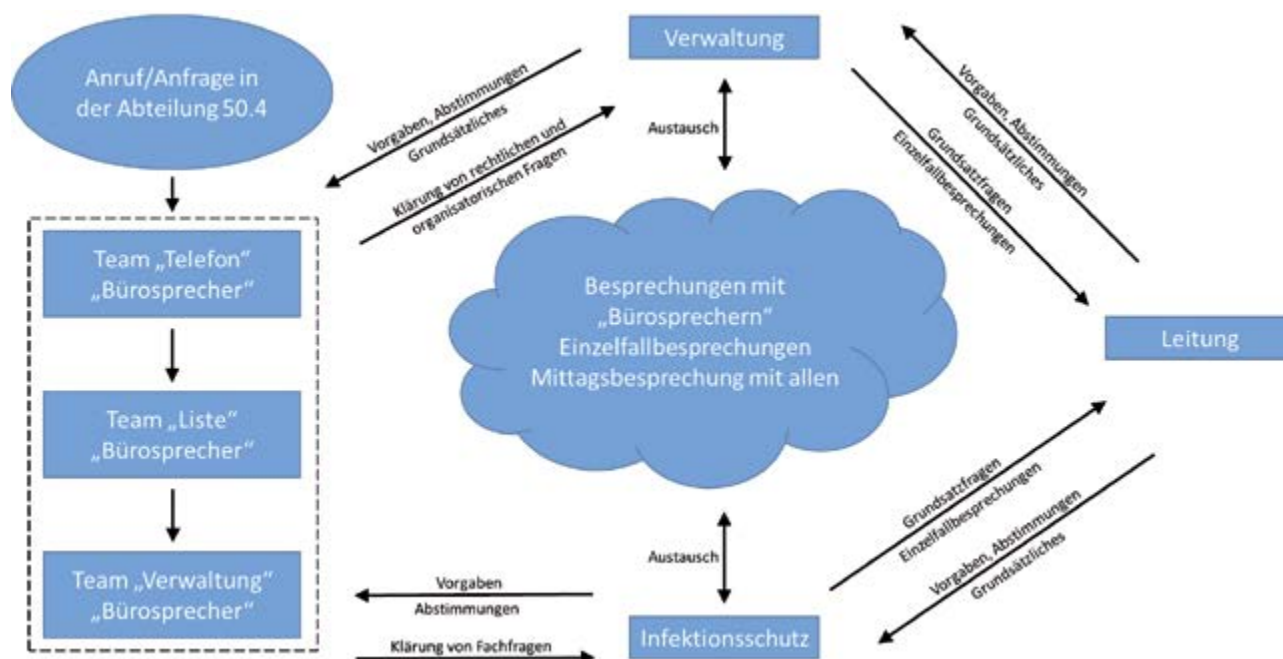 Anruf/Anfrage in
der Abteilung 50.4
Team „Telefon“
„Bürosprecher“
Team „Liste“
„Bürosprecher“
Team „Verwaltung“
„Bürosprecher“
Vorgaben, Abstimmungen
Grundsätzliches
Klärung von rechtlichen und
organisatorischen Fragen
Verwaltung
Austausch
Besprechungen mit
„Bürosprechern“
Einzelfallbesprechungen
Mittagsbesprechung mit allen
Austausch
Infektionsschutz
Vorgaben
Abstimmungen
Klärung von Fachfragen
Vorgaben, Abstimmungen
Grundsätzliches
Grundsatzfragen
Einzelfallbesprechungen
Leitung
Grundsatzfragen
Einzelfallbesprechungen
Vorgaben, Abstimmungen
Grundsätzliches